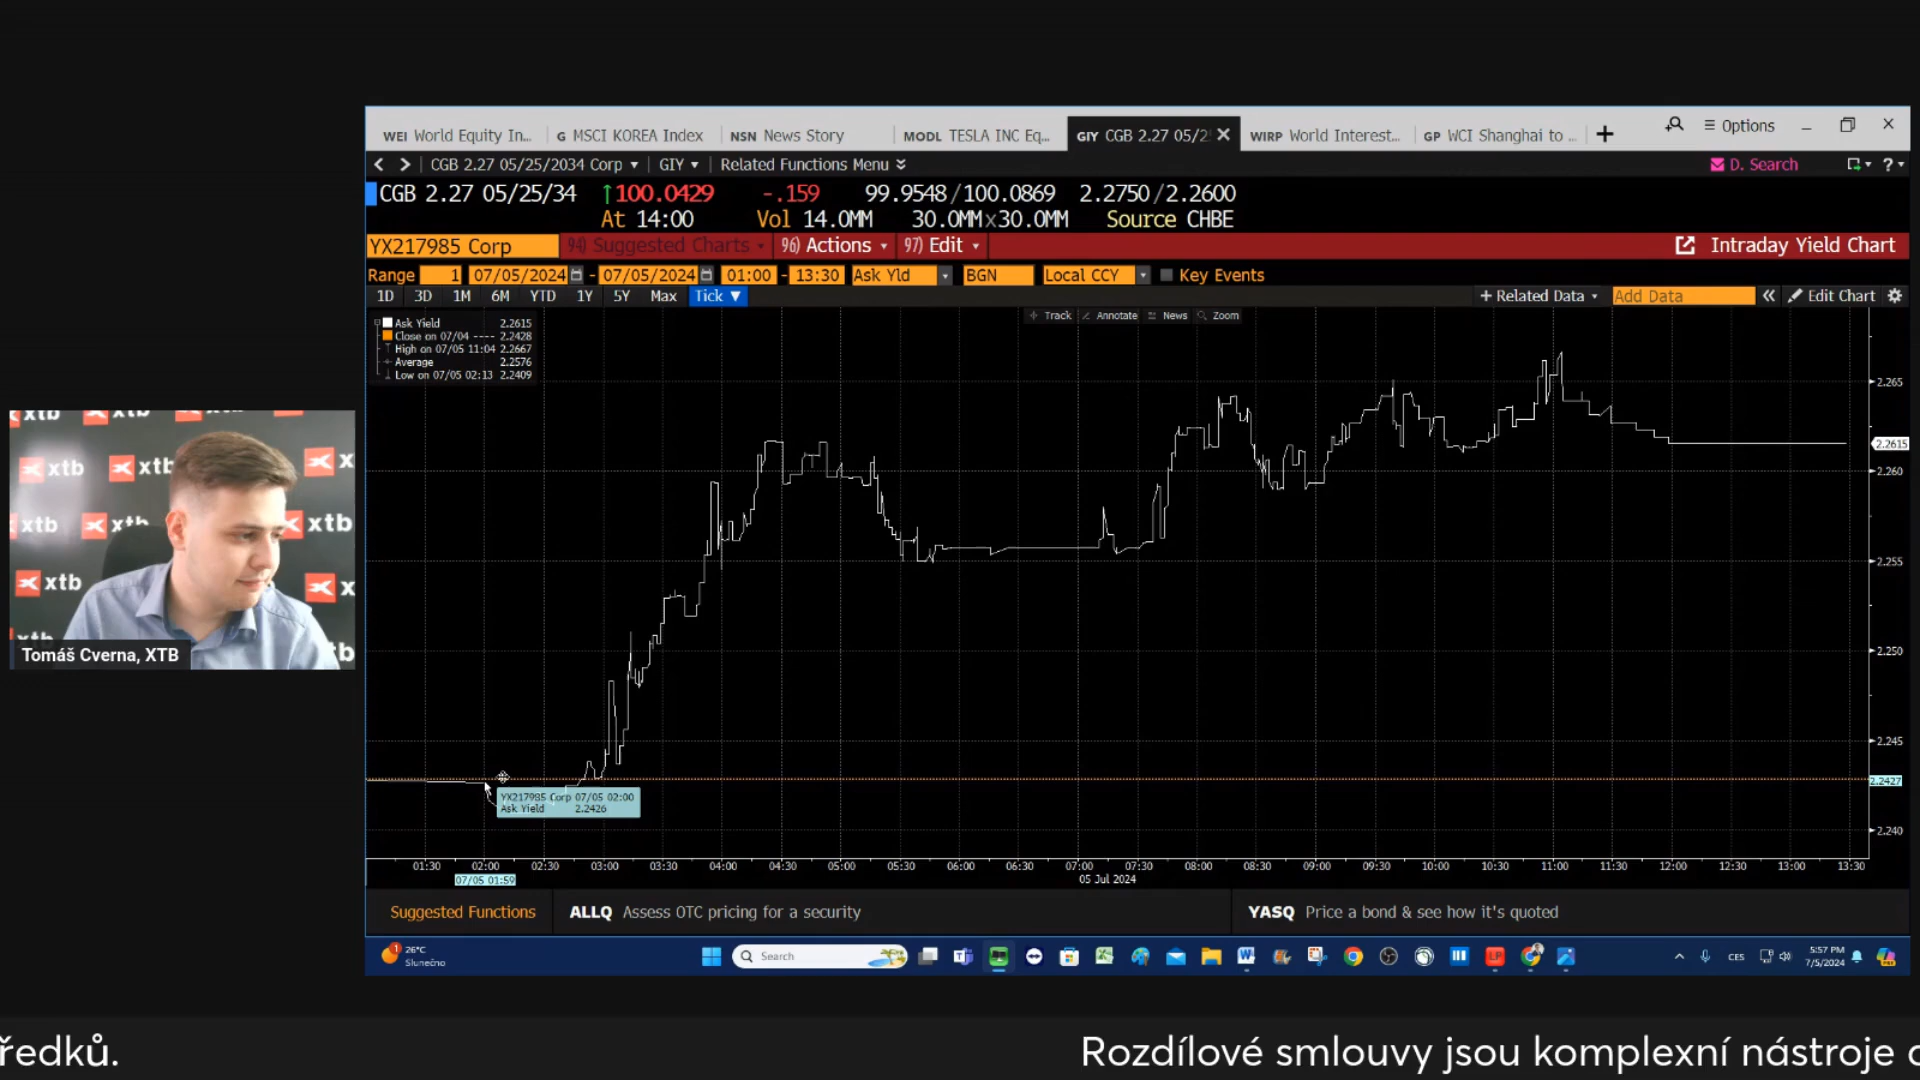 WEI World Equity In... G MSCI KOREA Index NSN News Story MODL TESLA INC Eq... GIY CGB 2.27 05/2 WIRP World Interest... GP WCI Shanghai to ... Options
CGB 2.27 05/25/2034 Corp GIY Related Functions Menu D. Search ?
CGB 2.27 05/25/34 ↑100.0429 -.159 99.9548/100.0869 2.2750/2.2600
At 14:00 Vol 14.0MM 30.0MMx30.0MM Source CHBE
YX217985 Corp 94) Suggested Charts 96) Actions 97) Edit Intraday Yield Chart
Range 1 07/05/2024 - 07/05/2024 01:00 - 13:30 Ask Yld BGN Local CCY Key Events
1D 3D 1M 6M YTD 1Y 5Y Max Tick + Related Data Add Data « Edit Chart
Track Annotate News Zoom
Ask Yield 2.2615
Close on 07/04 ---- 2.2428
High on 07/05 11:04 2.2667
Average 2.2576
Low on 07/05 02:13 2.2409
2.265
2.2615
2.260
2.255
2.250
2.245
2.2427
2.240
YX217985 Corp 07/05 02:00
Ask Yield 2.2426
01:30 02:00 02:30 03:00 03:30 04:00 04:30 05:00 05:30 06:00 06:30 07:00 07:30 08:00 08:30 09:00 09:30 10:00 10:30 11:00 11:30 12:00 12:30 13:00 13:30
07/05 01:59
05 Jul 2024
Suggested Functions ALLQ Assess OTC pricing for a security YASQ Price a bond & see how it's quoted
xtb xtb
xtb xtb
xtb xtb
xtb
Tomáš Cverna, XTB
1 26°C
Slunečno
Search
CES
5:57 PM
7/5/2024
ředků.
Rozdílové smlouvy jsou komplexní nástroje